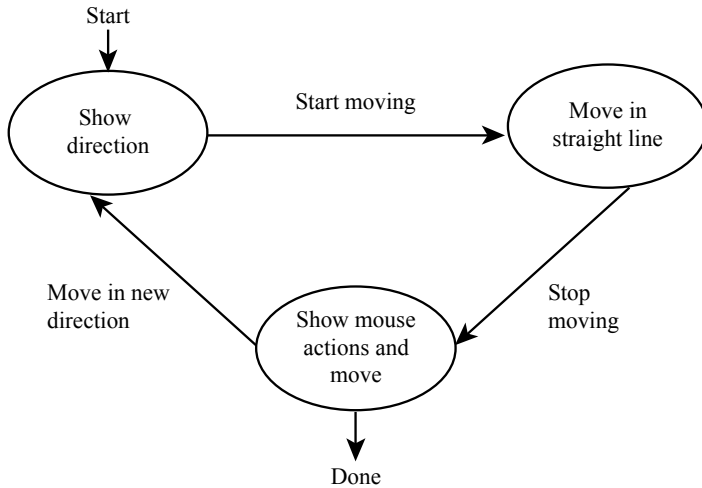 Start
Show
direction
Start moving
Move in
straight line
Move in new
direction
Stop
moving
Show mouse
actions and
move
Done